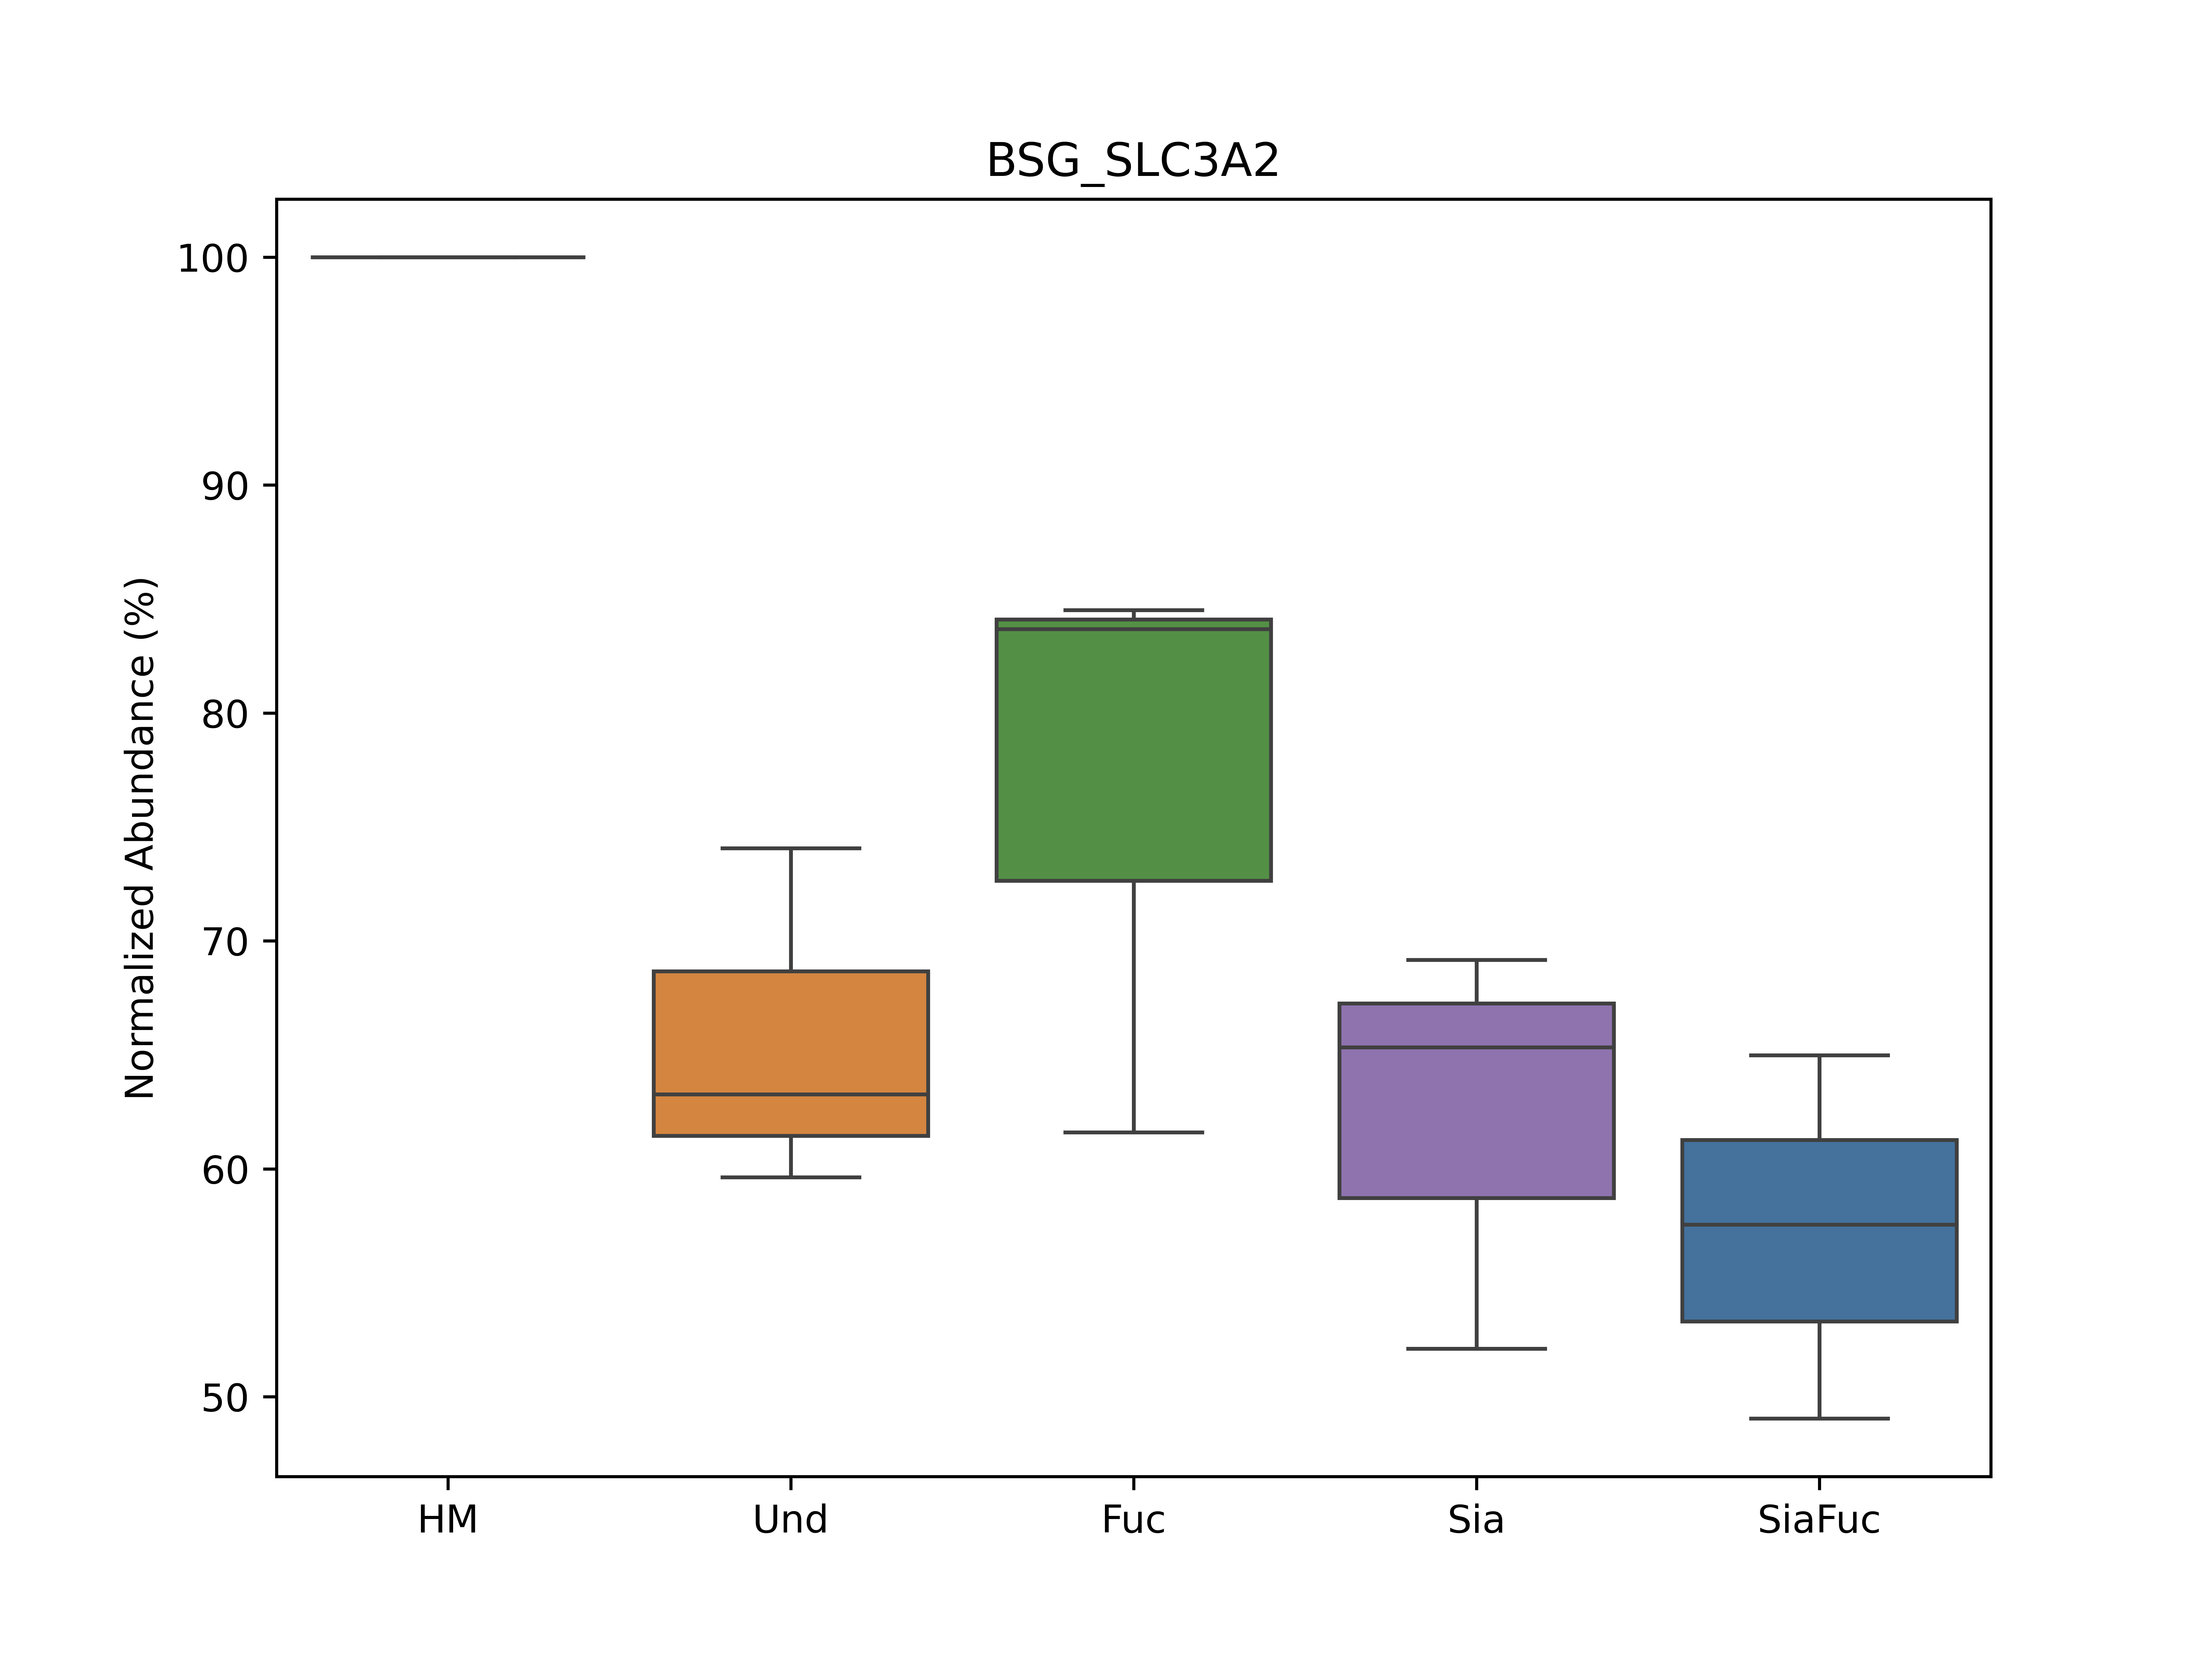 BSG_SLC3A2
Normalized Abundance (%)
100
90
80
70
60
50
HM
Und
Fuc
Sia
SiaFuc